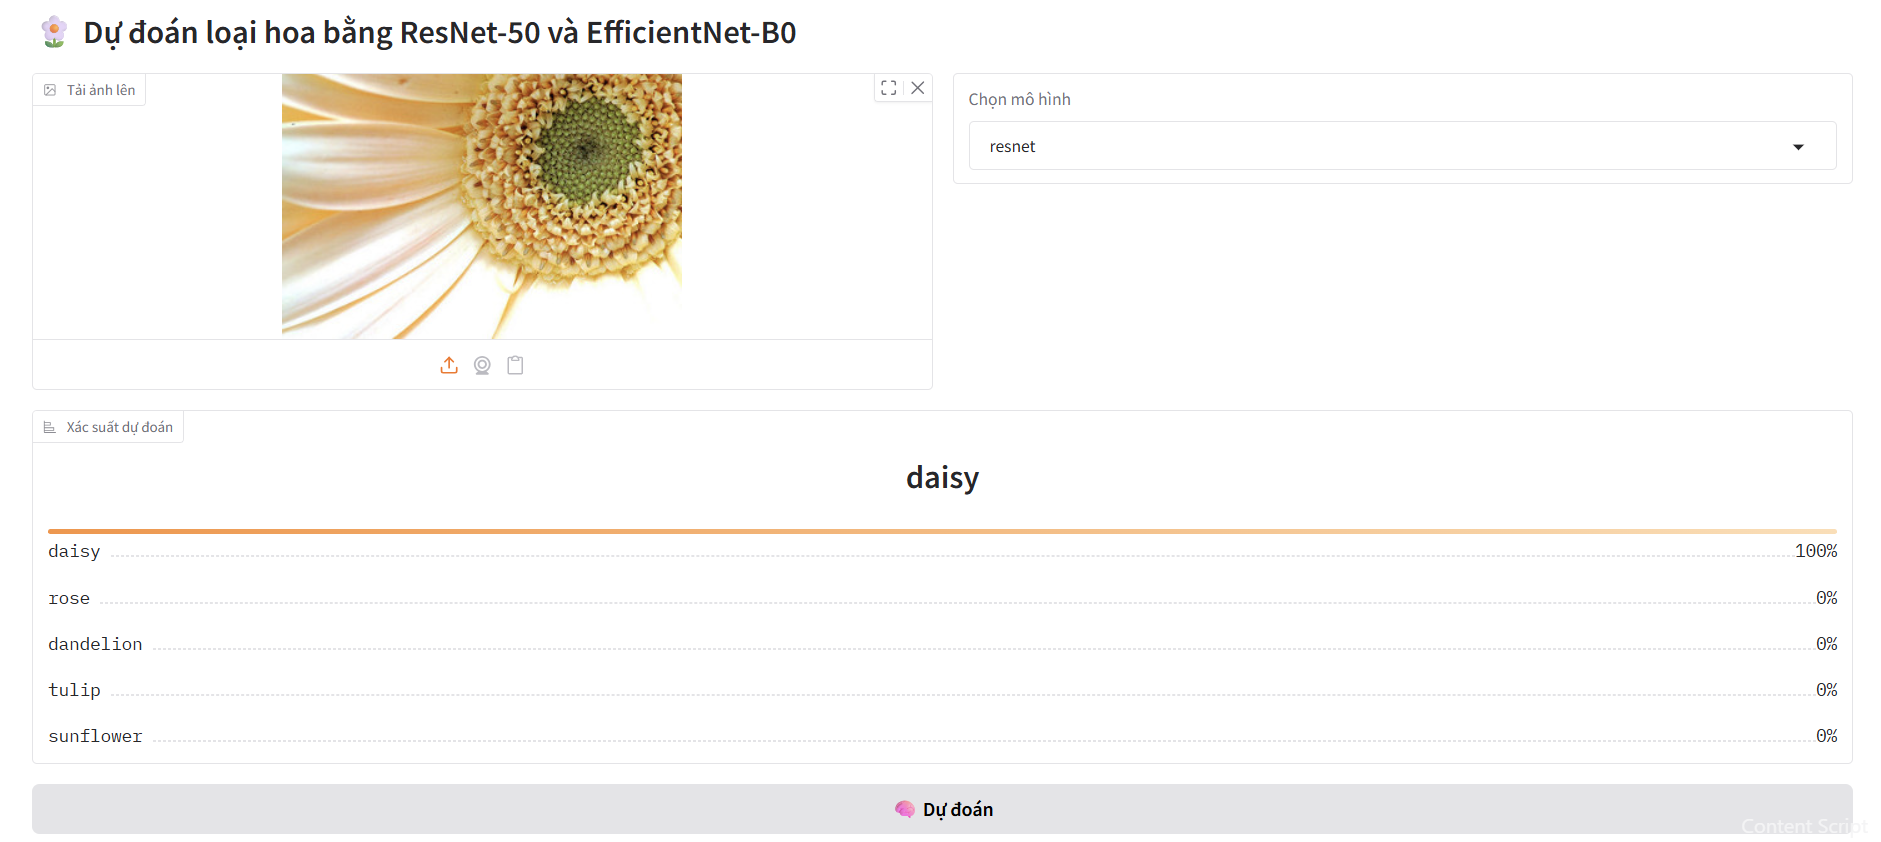 Dự đoán loại hoa bằng ResNet-50 và EfficientNet-B0
Tải ảnh lên
Chọn mô hình
resnet
Xác suất dự đoán
daisy
daisy 100%
rose 0%
dandelion 0%
tulip 0%
sunflower 0%
Dự đoán
Content Script